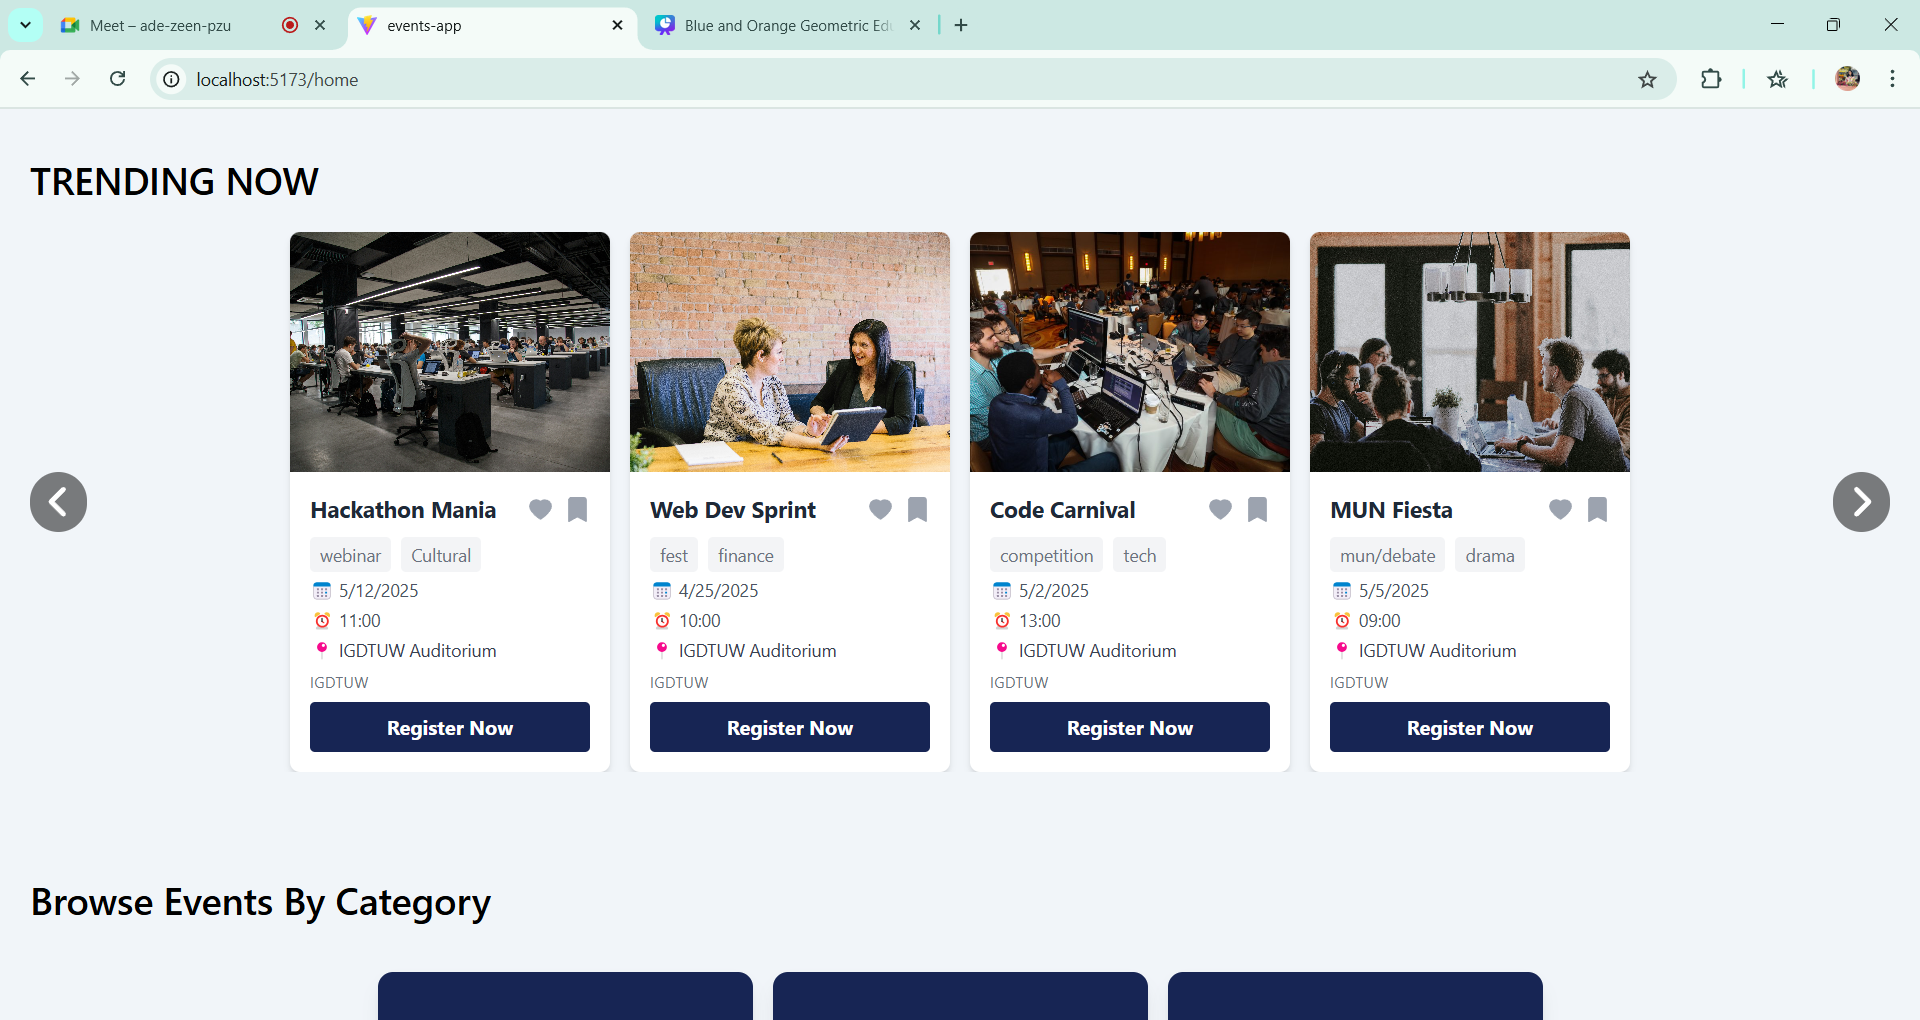 Meet – ade-zeen-pzu
events-app
Blue and Orange Geometric Edu
localhost:5173/home
TRENDING NOW
Hackathon Mania
webinar Cultural
5/12/2025
11:00
IGDTUW Auditorium
IGDTUW
Register Now
Web Dev Sprint
fest finance
4/25/2025
10:00
IGDTUW Auditorium
IGDTUW
Register Now
Code Carnival
competition tech
5/2/2025
13:00
IGDTUW Auditorium
IGDTUW
Register Now
MUN Fiesta
mun/debate drama
5/5/2025
09:00
IGDTUW Auditorium
IGDTUW
Register Now
Browse Events By Category